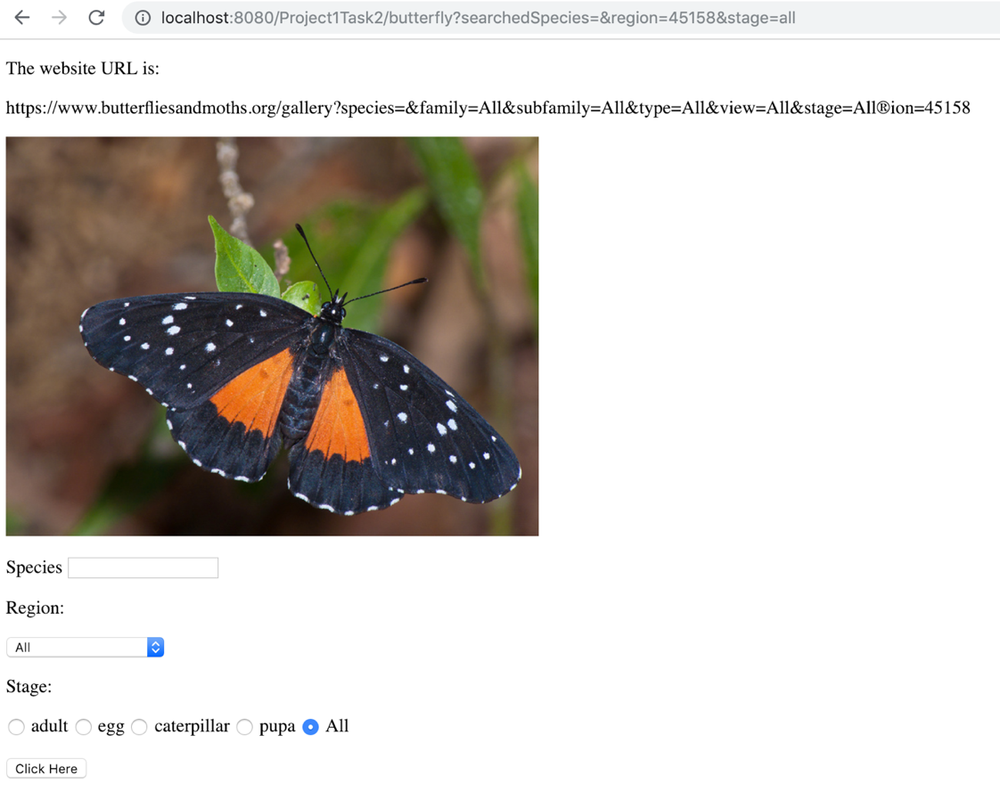 localhost:8080/Project1Task2/butterfly?searchedSpecies=&region=45158&stage=all
The website URL is:
https://www.butterfliesandmoths.org/gallery?species=&family=All&subfamily=All&type=All&view=All&stage=All®ion=45158
Species
Region:
All
Stage:
adult egg caterpillar pupa All
Click Here